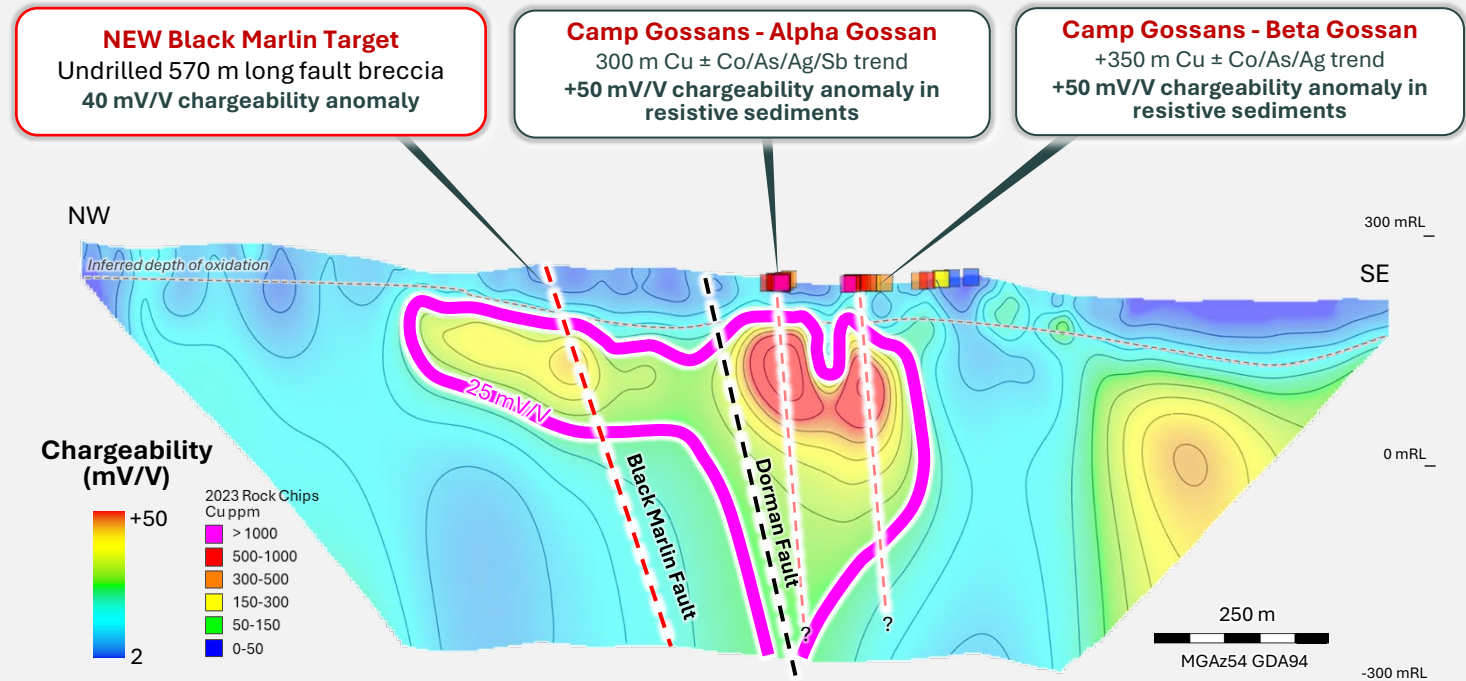 NEW Black Marlin Target
Undrilled 570 m long fault breccia
40 mV/V chargeability anomaly
Camp Gossans - Alpha Gossan
300 m Cu ± Co/As/Ag/Sb trend
+50 mV/V chargeability anomaly in
resistive sediments
Camp Gossans - Beta Gossan
+350 m Cu ± Co/As/Ag trend
+50 mV/V chargeability anomaly in
resistive sediments
NW
300 mRL
SE
Inferred depth of oxidation
25 mV/V
0 mRL
Black Marlin Fault
Dorman Fault
?
?
Chargeability
(mV/V)
+50
2
2023 Rock Chips
Cu ppm
> 1000
500-1000
300-500
150-300
50-150
0-50
250 m
MGAz54 GDA94
-300 mRL